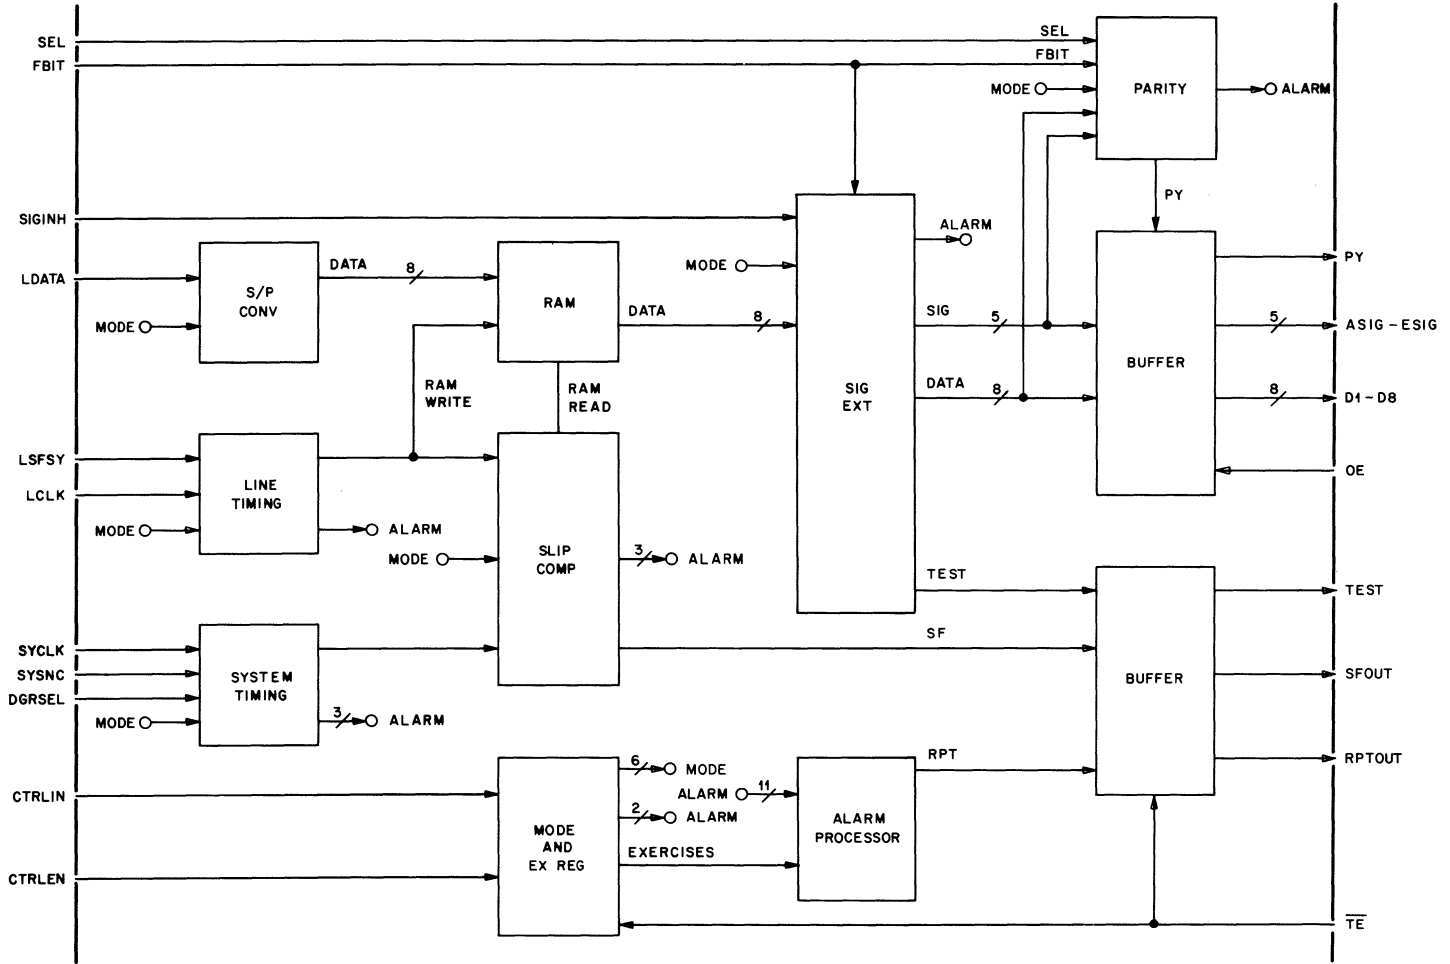 SEL
SEL
FBIT
FBIT
MODE
PARITY
ALARM
PY
SIGINH
ALARM
LDATA
DATA
8
MODE
PY
S/P
CONV
RAM
MODE
DATA
8
SIG
5
5
ASIG-ESIG
BUFFER
RAM
WRITE
RAM
READ
SIG
EXT
DATA
8
8
D1-D8
LSFSY
OE
LCLK
LINE
TIMING
MODE
ALARM
MODE
SLIP
COMP
3
ALARM
TEST
TEST
SYCLK
SF
SYSNC
SYSTEM
TIMING
BUFFER
SFOUT
DGRSEL
MODE
3
ALARM
RPT
RPTOUT
6
MODE
CTRLIN
ALARM
11
2
ALARM
MODE
AND
EX REG
ALARM
PROCESSOR
EXERCISES
CTRLEN
TE